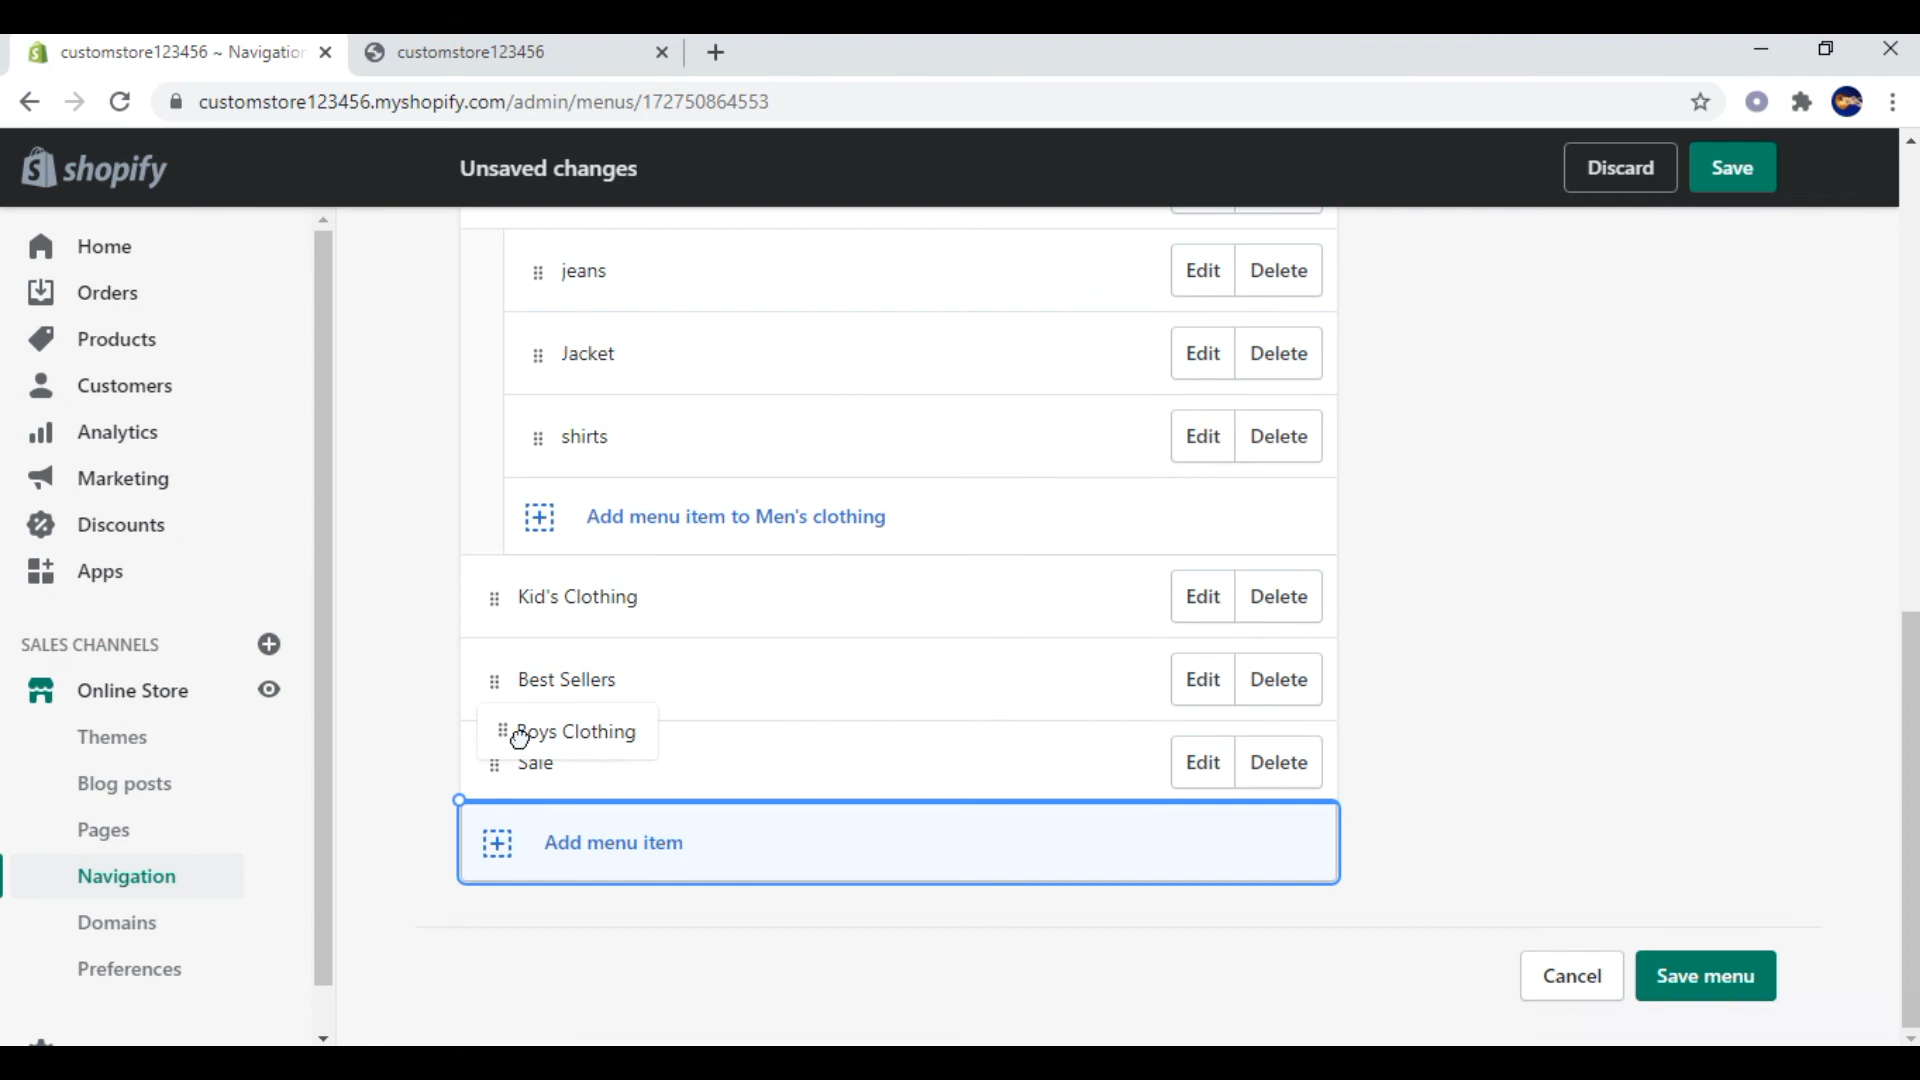 customstore123456 ~ Navigation
customstore123456
customstore123456.myshopify.com/admin/menus/172750864553
shopify
Unsaved changes
Discard
Save
Home
Orders
Products
Customers
Analytics
Marketing
Discounts
Apps
SALES CHANNELS
Online Store
Themes
Blog posts
Pages
Navigation
Domains
Preferences
jeans
Edit
Delete
Jacket
Edit
Delete
shirts
Edit
Delete
Add menu item to Men's clothing
Kid's Clothing
Edit
Delete
Best Sellers
Edit
Delete
Boys Clothing
Sale
Edit
Delete
Add menu item
Cancel
Save menu